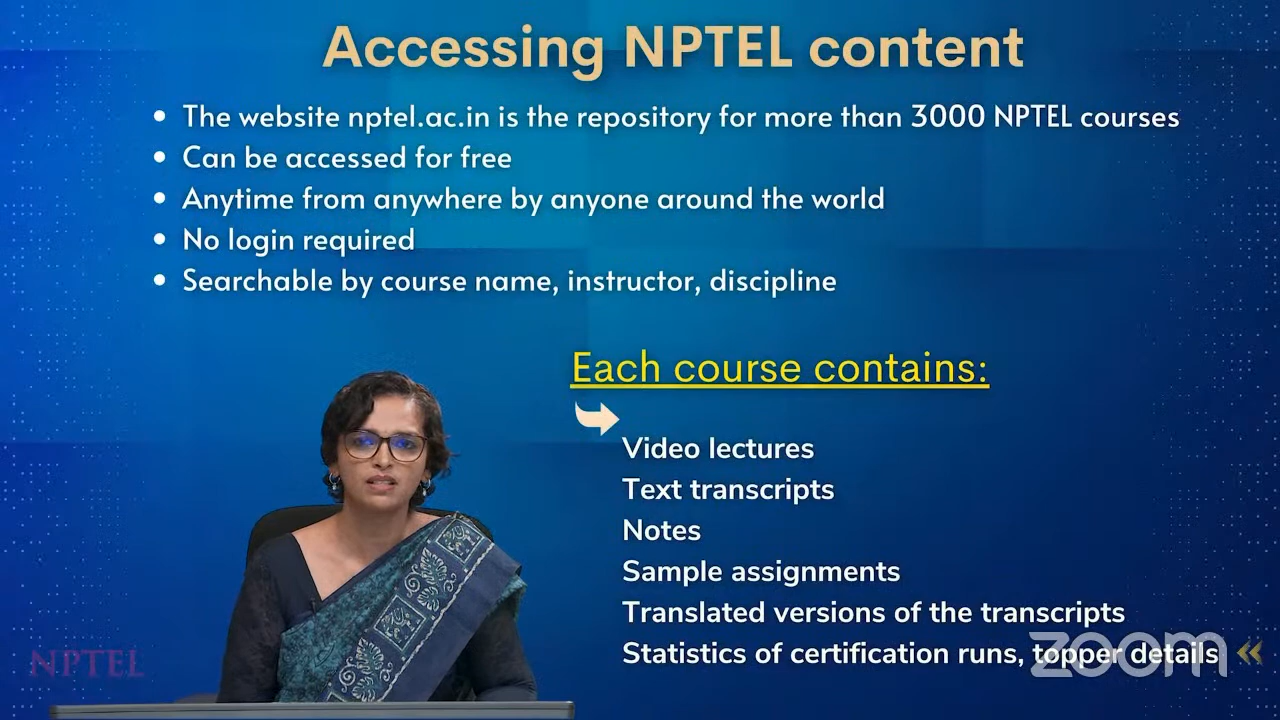 Accessing NPTEL content
The website nptel.ac.in is the repository for more than 3000 NPTEL courses
Can be accessed for free
Anytime from anywhere by anyone around the world
No login required
Searchable by course name, instructor, discipline
Each course contains:
Video lectures
Text transcripts
Notes
Sample assignments
Translated versions of the transcripts
Statistics of certification runs, topper details
zoom
NPTEL